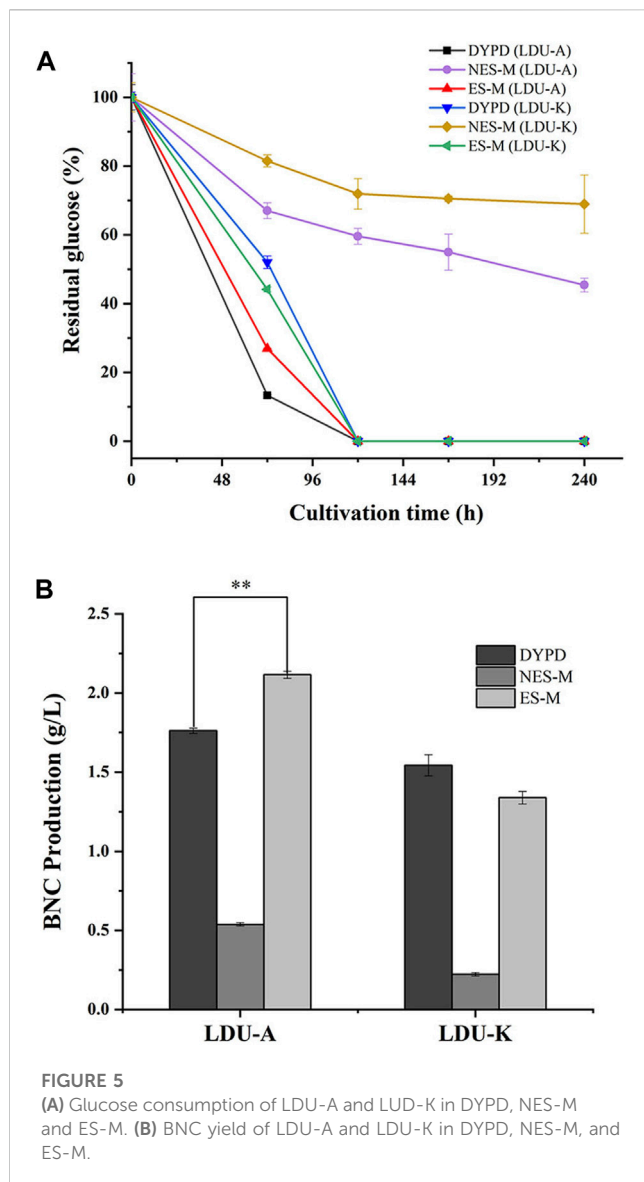 A
DYPD (LDU-A)
NES-M (LDU-A)
ES-M (LDU-A)
DYPD (LDU-K)
NES-M (LDU-K)
ES-M (LDU-K)
Residual glucose (%)
100
80
60
40
20
0
0 48 96 144 192 240
Cultivation time (h)
B
**
DYPD
NES-M
ES-M
BNC Production (g/L)
2.5
2.0
1.5
1.0
0.5
0.0
LDU-A LDU-K
FIGURE 5
(A) Glucose consumption of LDU-A and LUD-K in DYPD, NES-M
and ES-M. (B) BNC yield of LDU-A and LDU-K in DYPD, NES-M, and
ES-M.